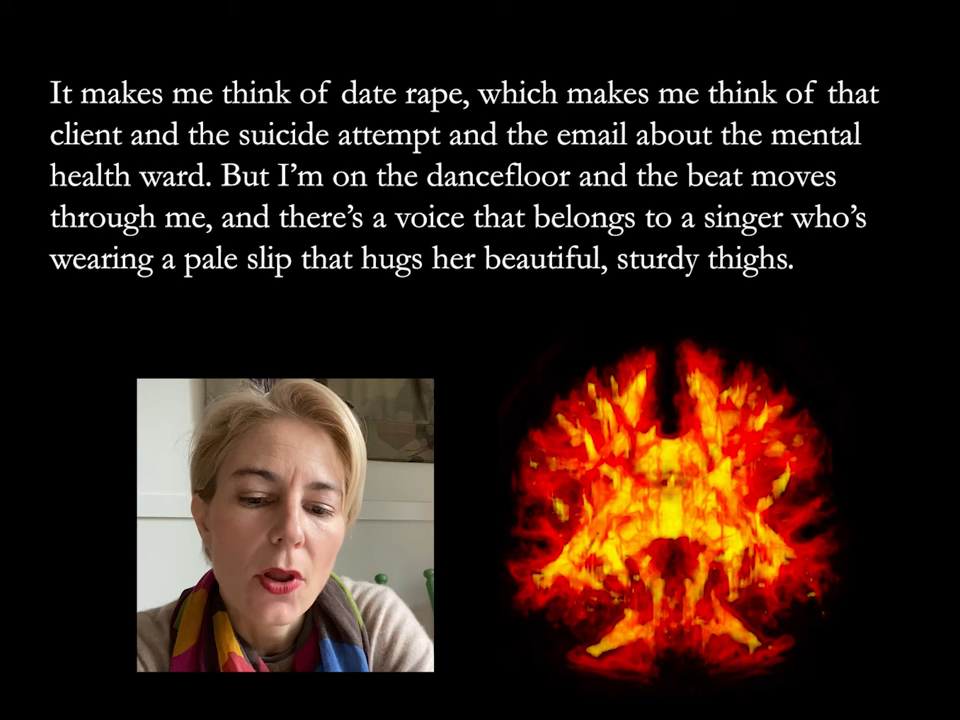 It makes me think of date rape, which makes me think of that
client and the suicide attempt and the email about the mental
health ward. But I’m on the dancefloor and the beat moves
through me, and there’s a voice that belongs to a singer who’s
wearing a pale slip that hugs her beautiful, sturdy thighs.